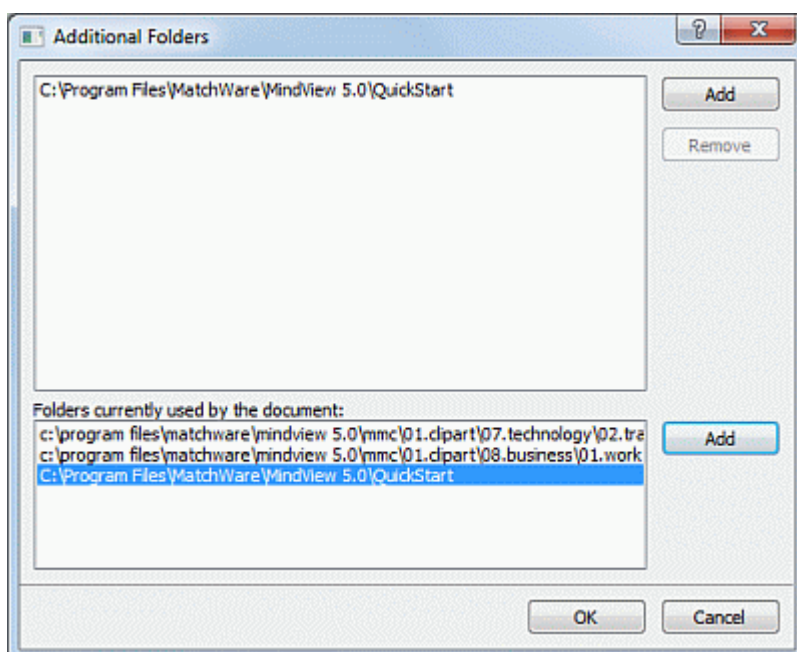 Additional Folders
C:\Program Files\MatchWare\MindView 5.0\QuickStart
Add
Remove
Folders currently used by the document:
c:\program files\matchware\mindview 5.0\mmc\01.clipart\07.technology\02.tra
c:\program files\matchware\mindview 5.0\mmc\01.clipart\08.business\01.work
C:\Program Files\MatchWare\MindView 5.0\QuickStart
Add
OK
Cancel